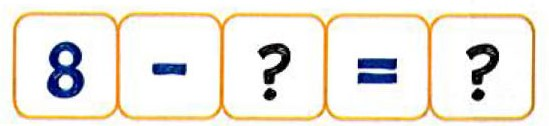 8 - ? = ?